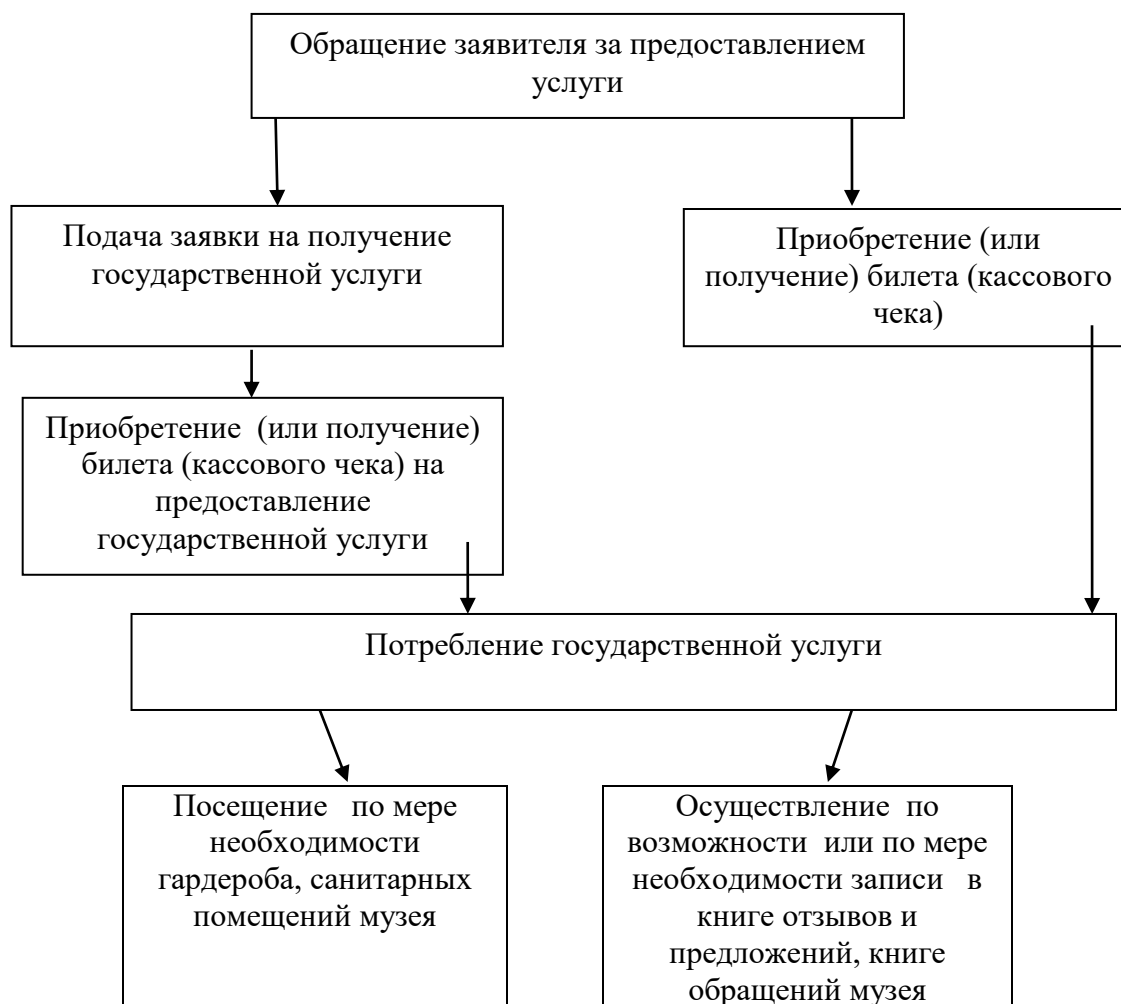 Обращение заявителя за предоставлением
услуги
Подача заявки на получение
государственной услуги
Приобретение (или
получение) билета (кассового
чека)
Приобретение (или получение)
билета (кассового чека) на
предоставление
государственной услуги
Потребление государственной услуги
Посещение по мере
необходимости
гардероба, санитарных
помещений музея
Осуществление по
возможности или по мере
необходимости записи в
книге отзывов и
предложений, книге
обращений музея